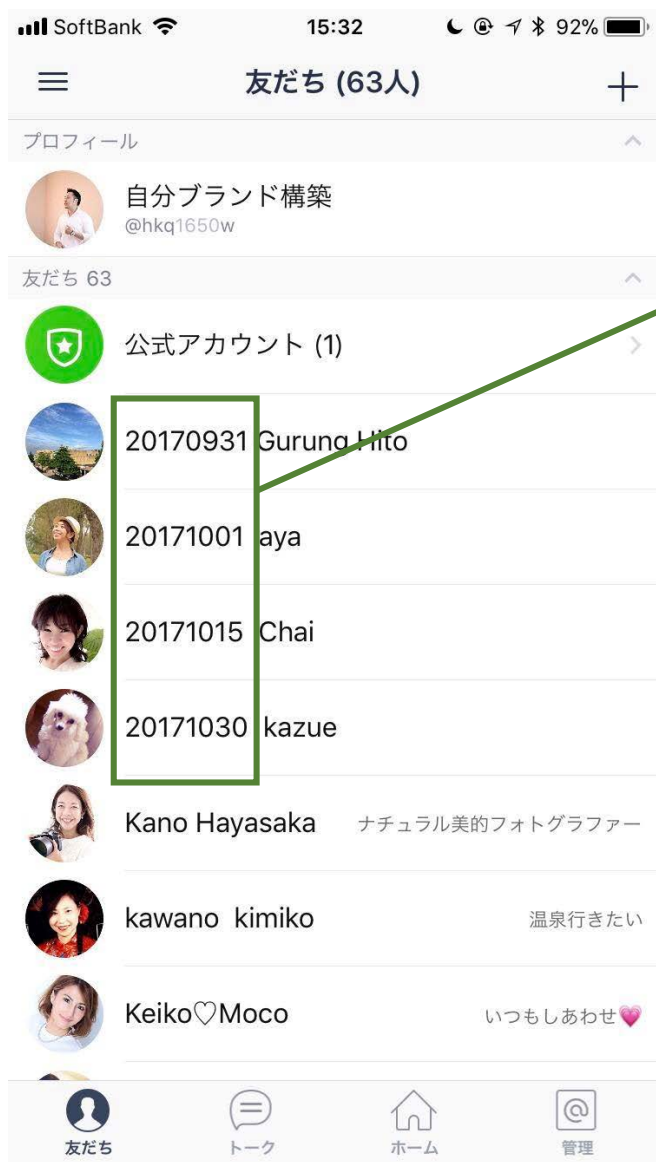 SoftBank 15:32 92%
友だち (63人)
プロフィール
自分ブランド構築
@hkq1650w
友だち 63
公式アカウント (1)
20170931 Gurung Hito
20171001 aya
20171015 Chai
20171030 kazue
Kano Hayasaka ナチュラル美的フォトグラファー
kawano kimiko 温泉行きたい
Keiko♡Moco いつもしあわせ💗
友だち トーク ホーム 管理